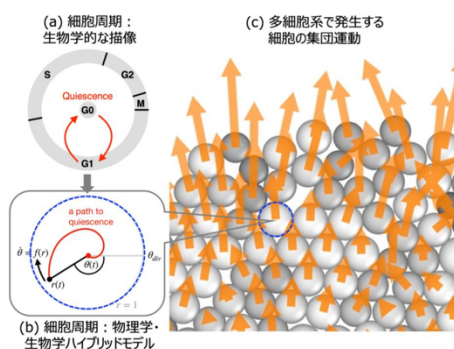 (a) 細胞周期：
生物学的な描像
S
G2
M
Quiescence
G0
G1
(c) 多細胞系で発生する
細胞の集団運動
a path to
quiescence
θ̇ = f(r)
θ(t)
θdiv
r(t)
r = 1
(b) 細胞周期：物理学・
生物学ハイブリッドモデル